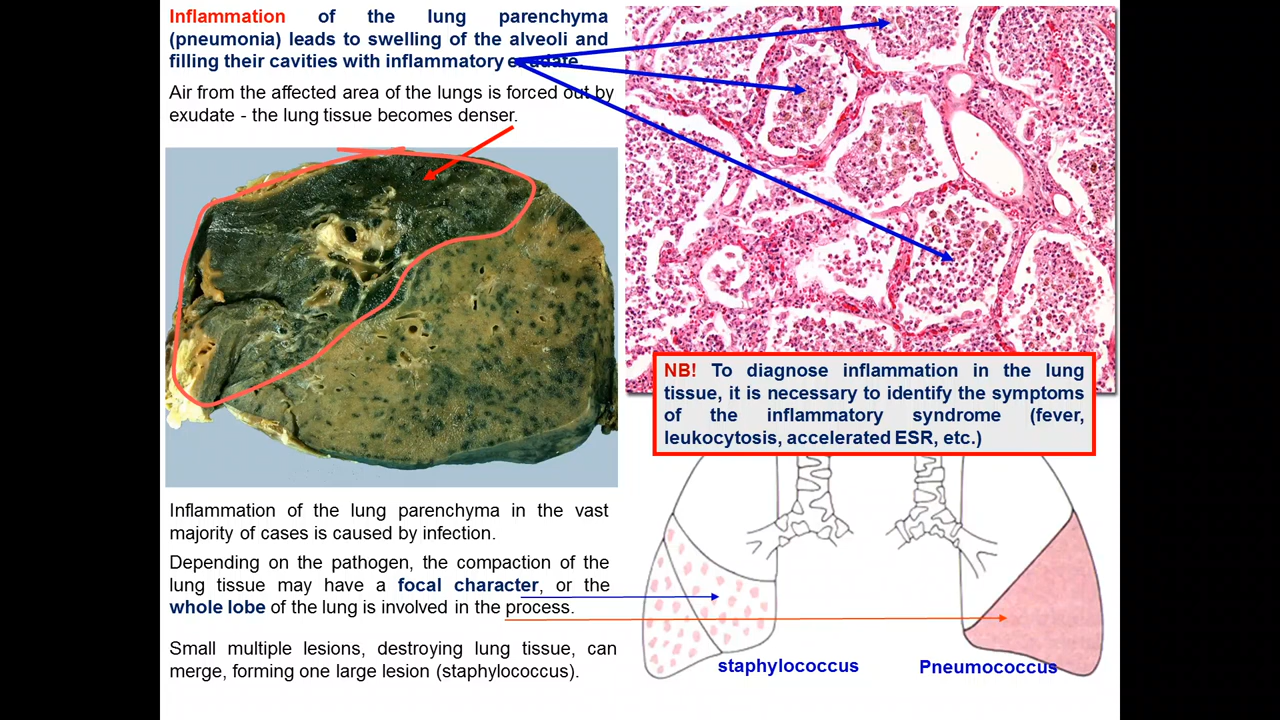 Inflammation of the lung parenchyma
(pneumonia) leads to swelling of the alveoli and
filling their cavities with inflammatory exudate.
Air from the affected area of the lungs is forced out by
exudate - the lung tissue becomes denser.
NB! To diagnose inflammation in the lung
tissue, it is necessary to identify the symptoms
of the inflammatory syndrome (fever,
leukocytosis, accelerated ESR, etc.)
Inflammation of the lung parenchyma in the vast
majority of cases is caused by infection.
Depending on the pathogen, the compaction of the
lung tissue may have a focal character, or the
whole lobe of the lung is involved in the process.
Small multiple lesions, destroying lung tissue, can
merge, forming one large lesion (staphylococcus).
staphylococcus
Pneumococcus